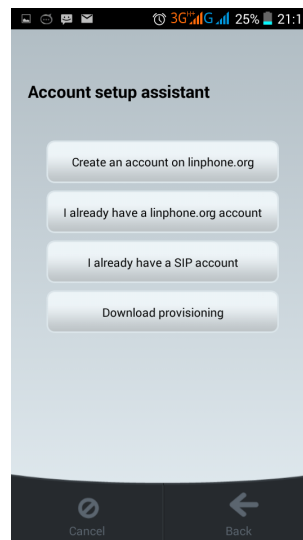 3G G 25% 21:1
Account setup assistant
Create an account on linphone.org
I already have a linphone.org account
I already have a SIP account
Download provisioning
Cancel Back